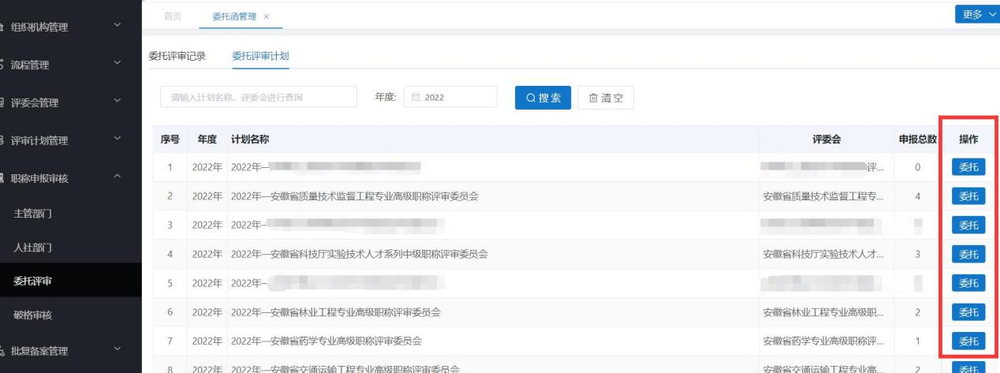 首页 委托函管理 × 更多
组织机构管理
流程管理
评委会管理
评审计划管理
职称申报审核
主管部门
人社部门
委托评审
破格审核
批复备案管理
委托评审记录 委托评审计划
请输入计划名称、评委会进行查询 年度: 2022 搜索 清空
序号 年度 计划名称 评委会 申报总数 操作
1 2022年 2022年— 评... 0 委托
2 2022年 2022年—安徽省质量技术监督工程专业高级职称评审委员会 安徽省质量技术监督工程专... 4 委托
3 2022年 2022年— 委托
4 2022年 2022年—安徽省科技厅实验技术人才系列中级职称评审委员会 安徽省科技厅实验技术人才... 3 委托
5 2022年 2022年— 委托
6 2022年 2022年—安徽省林业工程专业高级职称评审委员会 安徽省林业工程专业高级职... 2 委托
7 2022年 2022年—安徽省药学专业高级职称评审委员会 安徽省药学专业高级职称评... 1 委托
8 2022年 2022年—安徽省交通运输工程专业高级职称评审委员会 安徽省交通运输工程专业高... 2 委托